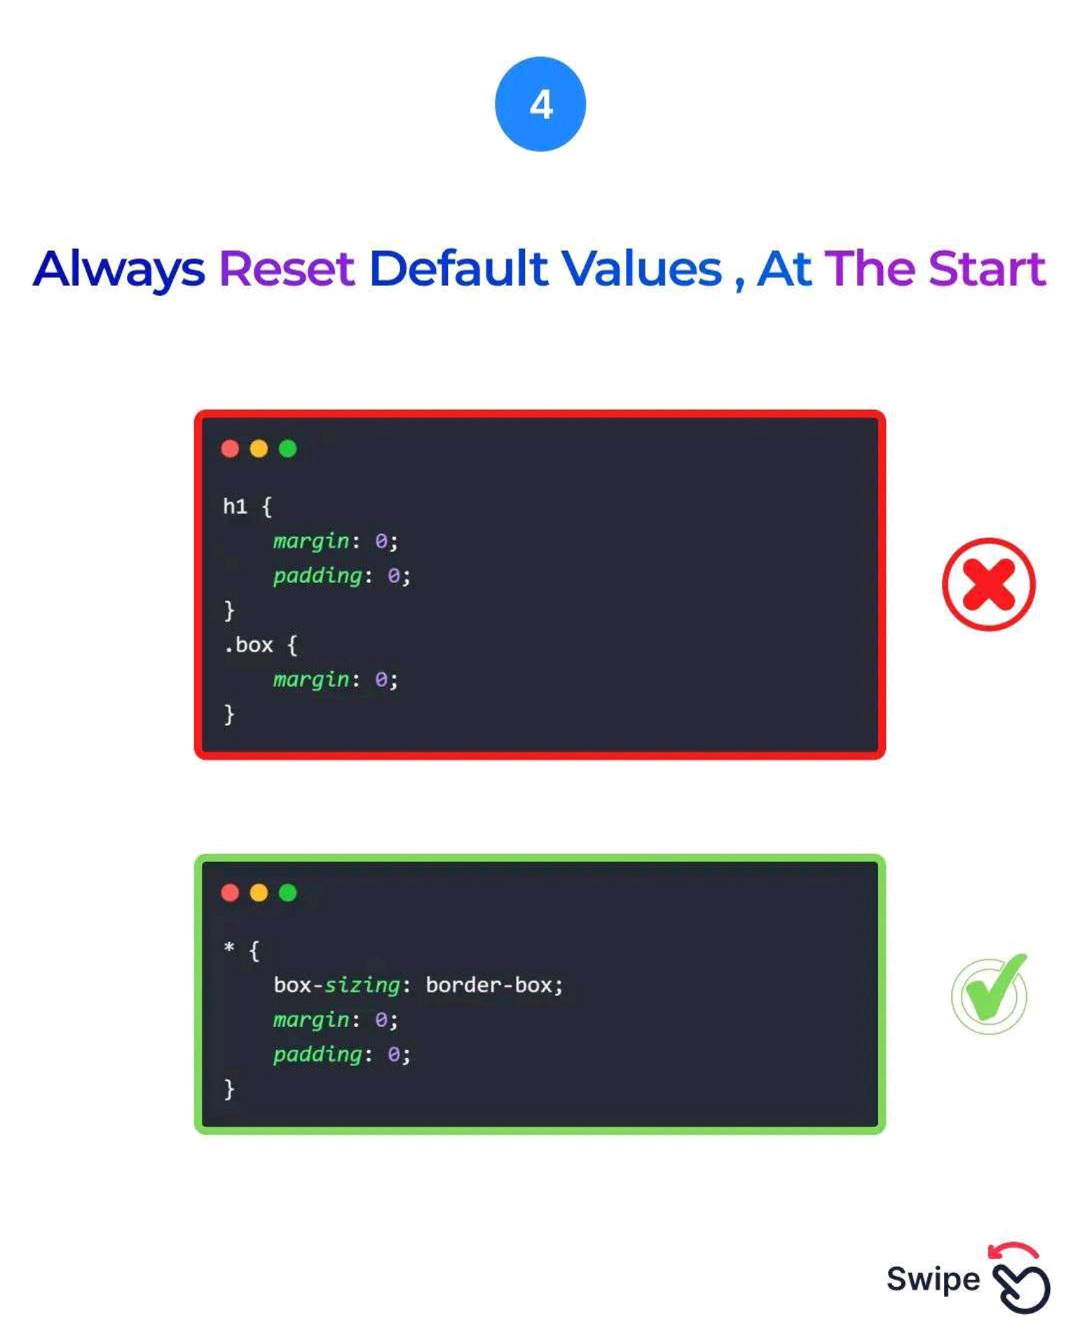 4
Always Reset Default Values , At The Start
h1 {
    margin: 0;
    padding: 0;
}
.box {
    margin: 0;
}
* {
    box-sizing: border-box;
    margin: 0;
    padding: 0;
}
Swipe